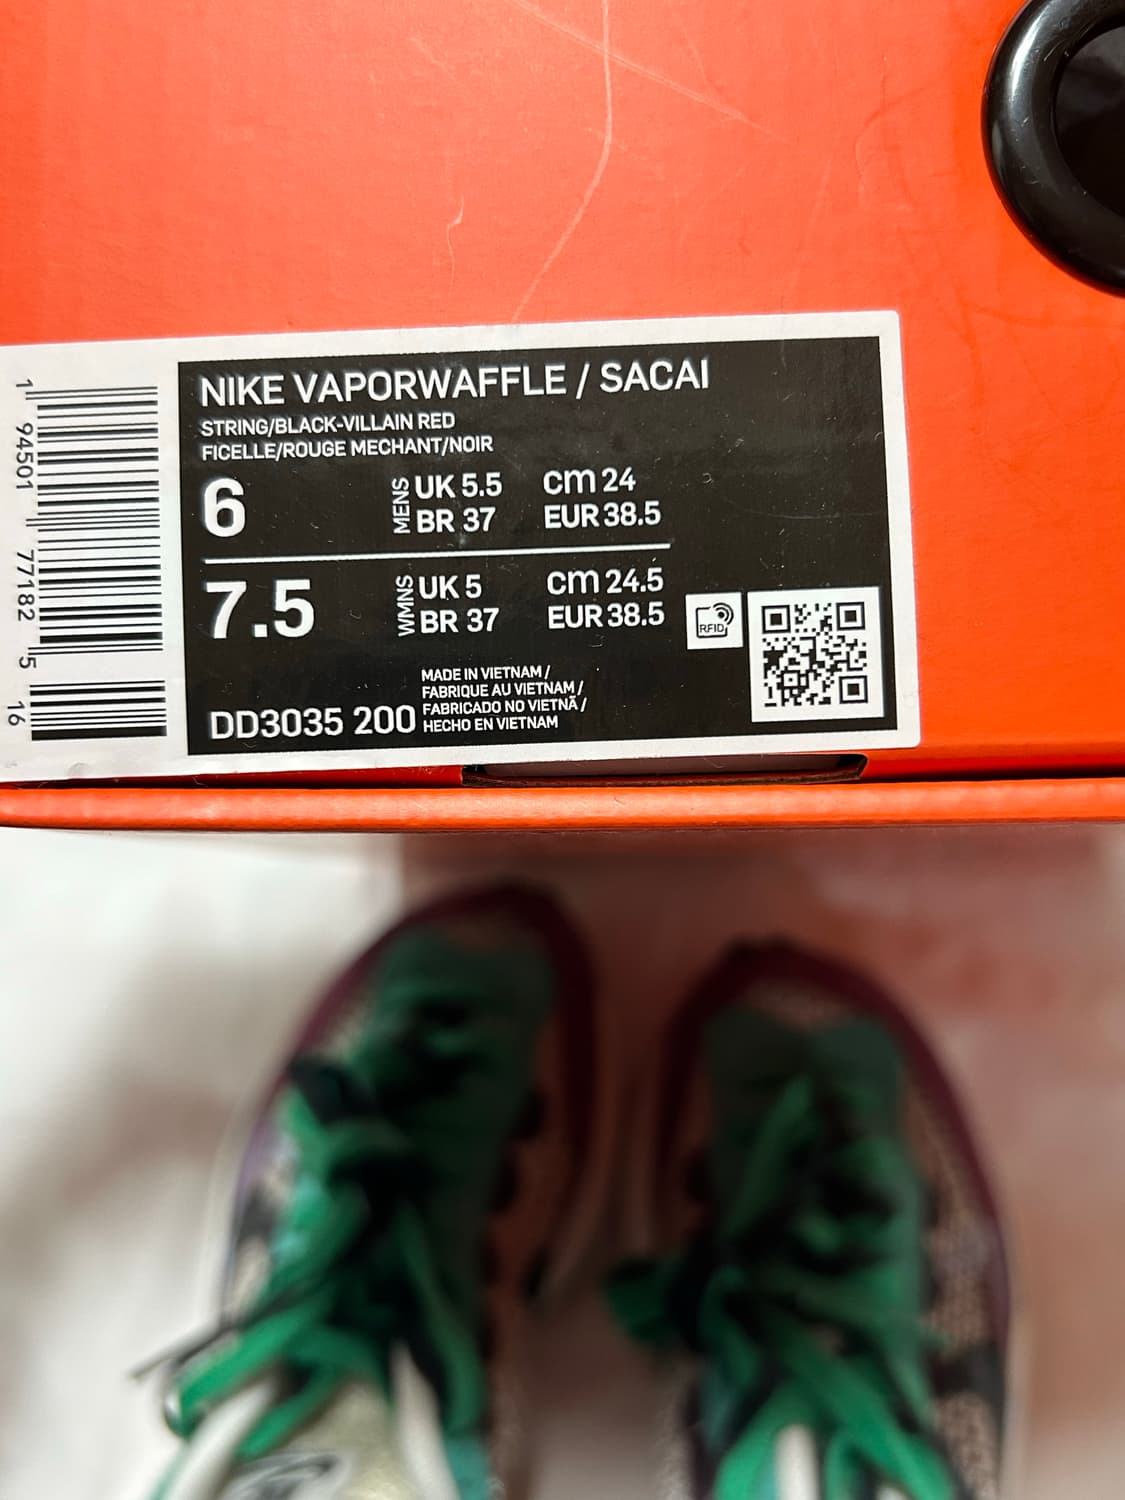 NIKE VAPORWAFFLE / SACAI
STRING/BLACK-VILLAIN RED
FICELLE/ROUGE MECHANT/NOIR
6 MENS UK 5.5 cm 24
BR 37 EUR 38.5
7.5 WMNS UK 5 cm 24.5
BR 37 EUR 38.5
RFID
MADE IN VIETNAM /
FABRIQUE AU VIETNAM /
FABRICADO NO VIETNÃ /
DD3035 200 HECHO EN VIETNAM
1 94501 77182 5 16